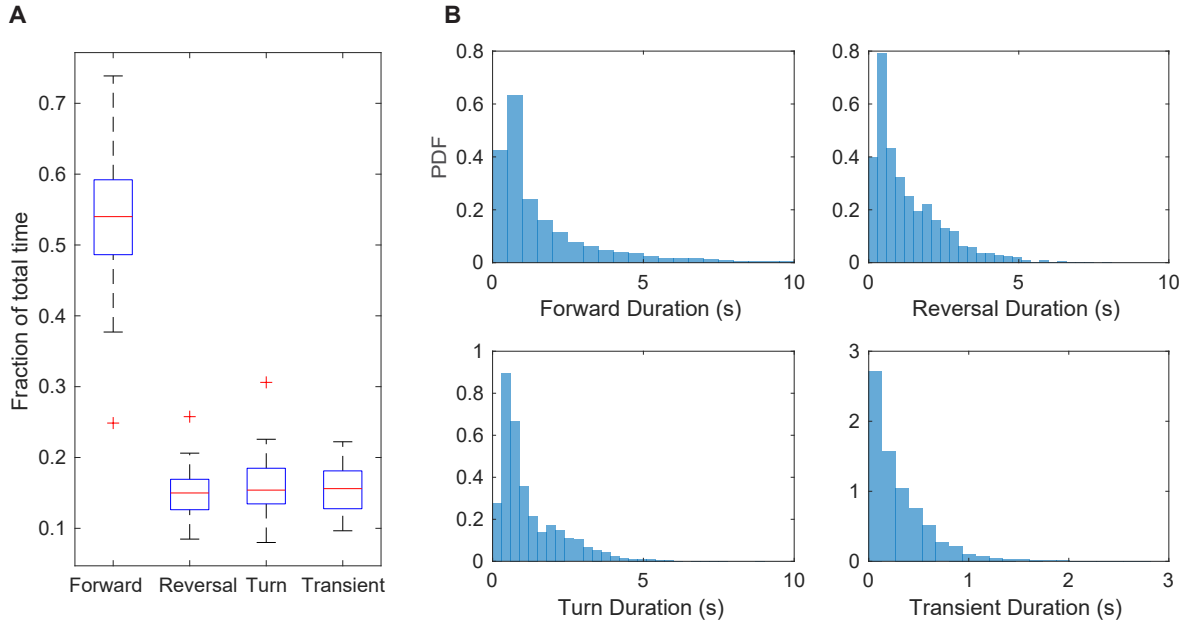 A
Fraction of total time
0.7
0.6
0.5
0.4
0.3
0.2
0.1
Forward Reversal Turn Transient
B
PDF
0.8
0.6
0.4
0.2
0
0 5 10
Forward Duration (s)
0.8
0.6
0.4
0.2
0
0 5 10
Reversal Duration (s)
1
0.8
0.6
0.4
0.2
0
0 5 10
Turn Duration (s)
3
2
1
0
0 1 2 3
Transient Duration (s)